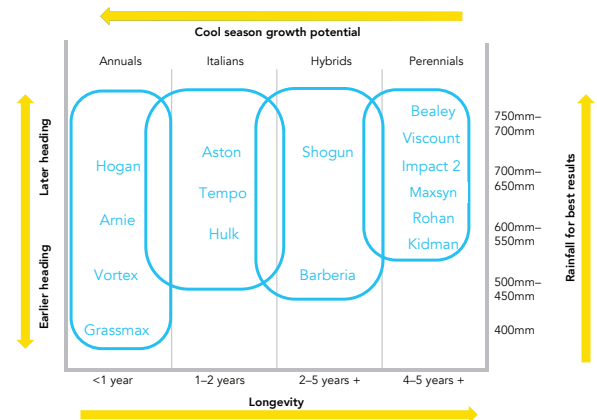 Cool season growth potential
Annuals
Italians
Hybrids
Perennials
Later heading
Earlier heading
Hogan
Arnie
Vortex
Grassmax
Aston
Tempo
Hulk
Shogun
Barberia
Bealey
Viscount
Impact 2
Maxsyn
Rohan
Kidman
750mm–
700mm
700mm–
650mm
600mm–
550mm
500mm–
450mm
400mm
Rainfall for best results
<1 year
1–2 years
2–5 years +
4–5 years +
Longevity